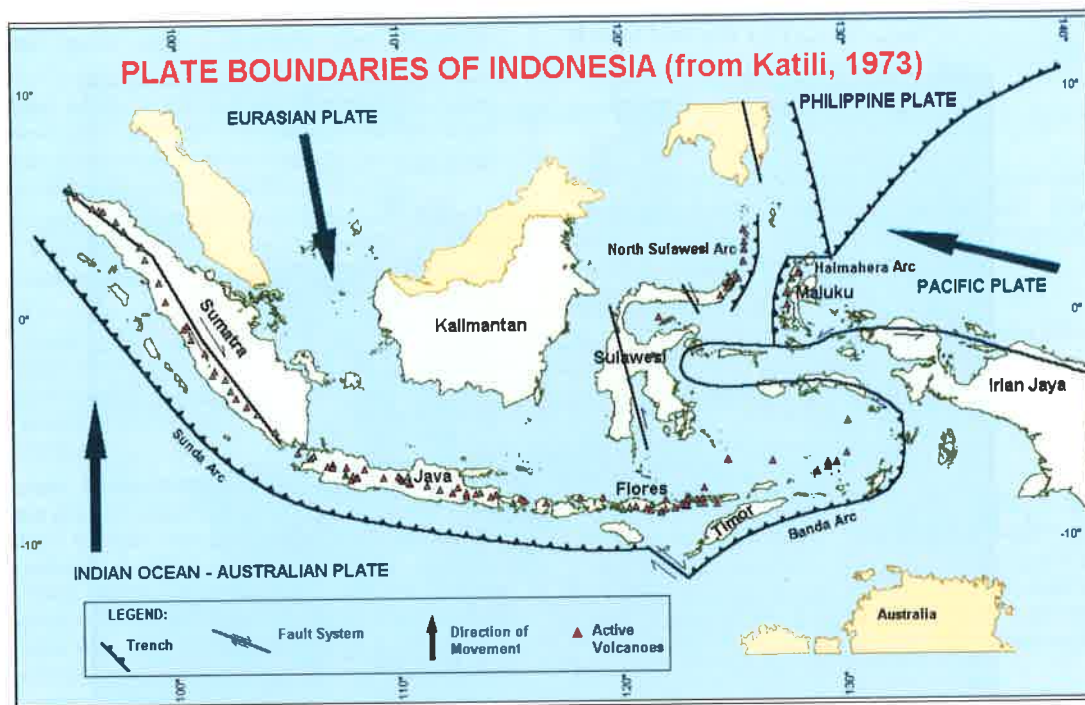 100°
110°
120°
130°
140°
PLATE BOUNDARIES OF INDONESIA (from Katili, 1973)
10°
10°
EURASIAN PLATE
PHILIPPINE PLATE
North Sulawesi Arc
Halmahera Arc
Maluku
PACIFIC PLATE
0°
0°
Sumatra
Kalimantan
Sulawesi
Irian Jaya
Sunda Arc
Java
Flores
Timor
Banda Arc
-10°
-10°
INDIAN OCEAN - AUSTRALIAN PLATE
Australia
LEGEND:
Trench
Fault System
Direction of
Movement
Active
Volcanoes
100°
110°
120°
130°